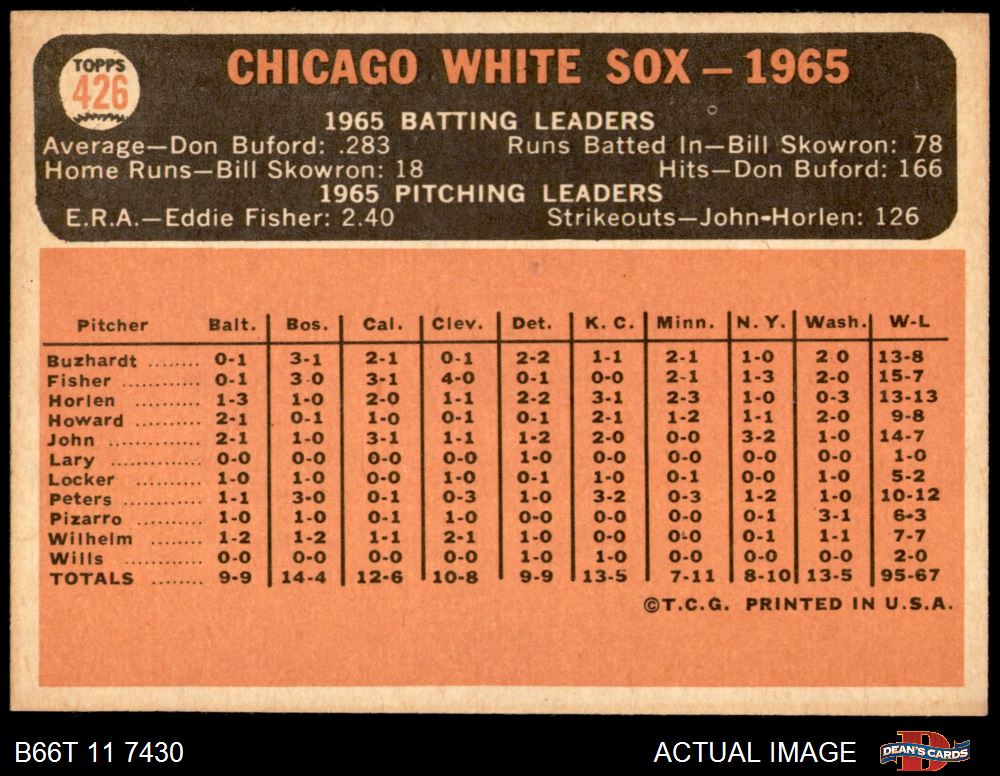 TOPPS
426
CHICAGO WHITE SOX — 1965
1965 BATTING LEADERS
Average—Don Buford: .283 Runs Batted In—Bill Skowron: 78
Home Runs—Bill Skowron: 18 Hits—Don Buford: 166
1965 PITCHING LEADERS
E.R.A.—Eddie Fisher: 2.40 Strikeouts—John-Horlen: 126
Pitcher Balt. Bos. Cal. Clev. Det. K. C. Minn. N. Y. Wash. W-L
Buzhardt ........ 0-1 3-1 2-1 0-1 2-2 1-1 2-1 1-0 2 0 13-8
Fisher ........... 0-1 3-0 3-1 4-0 0-1 0-0 2-1 1-3 2-0 15-7
Horlen .......... 1-3 1-0 2-0 1-1 2-2 3-1 2-3 1-0 0-3 13-13
Howard ........ 2-1 0-1 1-0 0-1 0-1 2-1 1-2 1-1 2-0 9-8
John ............. 2-1 1-0 3-1 1-1 1-2 2-0 0-0 3-2 1-0 14-7
Lary ............. 0-0 0-0 0-0 0-0 1-0 0-0 0-0 0-0 0-0 1-0
Locker .......... 1-0 1-0 0-0 1-0 0-1 1-0 0-1 0-0 1-0 5-2
Peters .......... 1-1 3-0 0-1 0-3 1-0 3-2 0-3 1-2 1-0 10-12
Pizarro .......... 1-0 1-0 0-1 1-0 0-0 0-0 0-0 0-1 3-1 6-3
Wilhelm ........ 1-2 1-2 1-1 2-1 1-0 0-0 0-0 0-1 1-1 7-7
Wills ............. 0-0 0-0 0-0 0-0 1-0 1-0 0-0 0-0 0-0 2-0
TOTALS ........ 9-9 14-4 12-6 10-8 9-9 13-5 7-11 8-10 13-5 95-67
©T.C.G. PRINTED IN U.S.A.
B66T 11 7430 ACTUAL IMAGE DEAN'S CARDS